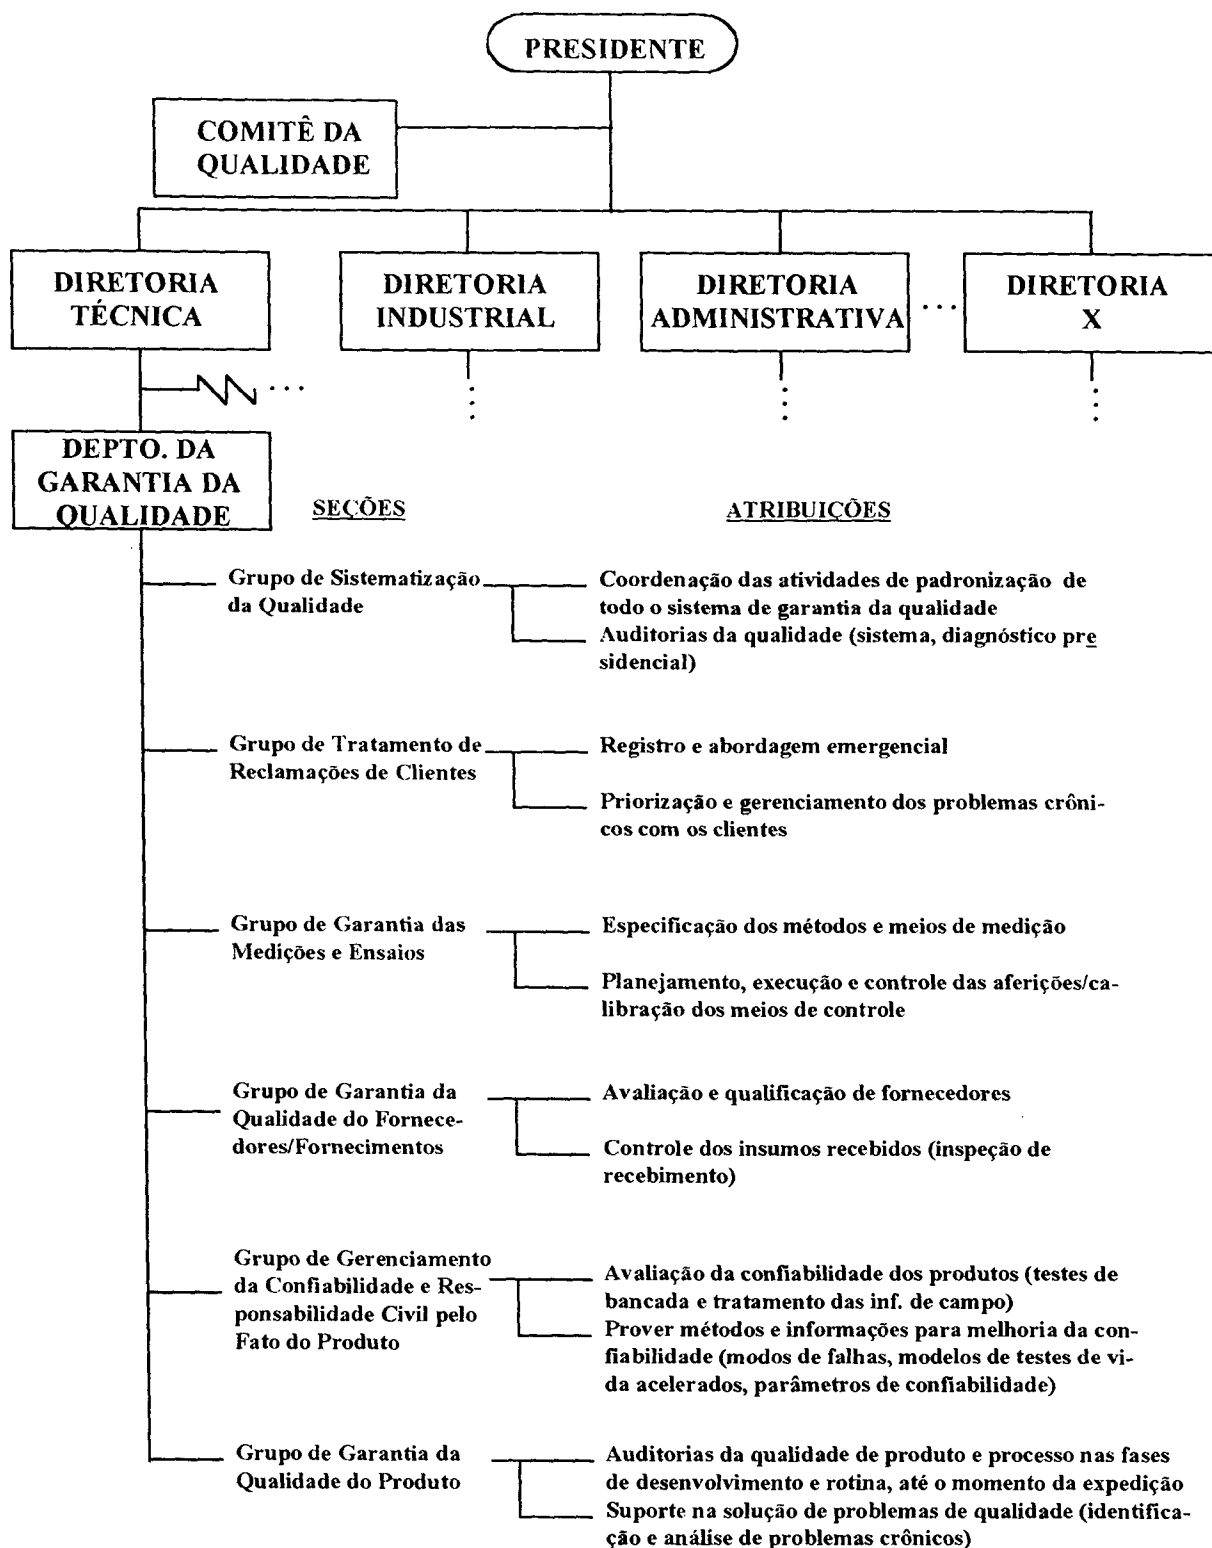 PRESIDENTE
COMITÊ DA
QUALIDADE
DIRETORIA
TÉCNICA
DIRETORIA
INDUSTRIAL
DIRETORIA
ADMINISTRATIVA
...
DIRETORIA
X
...
DEPTO. DA
GARANTIA DA
QUALIDADE
SEÇÕES
ATRIBUIÇÕES
Grupo de Sistematização
da Qualidade
Coordenação das atividades de padronização de
todo o sistema de garantia da qualidade
Auditorias da qualidade (sistema, diagnóstico pre
sidencial)
Grupo de Tratamento de
Reclamações de Clientes
Registro e abordagem emergencial
Priorização e gerenciamento dos problemas crôni-
cos com os clientes
Grupo de Garantia das
Medições e Ensaios
Especificação dos métodos e meios de medição
Planejamento, execução e controle das aferições/ca-
libração dos meios de controle
Grupo de Garantia da
Qualidade do Fornece-
dores/Fornecimentos
Avaliação e qualificação de fornecedores
Controle dos insumos recebidos (inspeção de
recebimento)
Grupo de Gerenciamento
da Confiabilidade e Res-
ponsabilidade Civil pelo
Fato do Produto
Avaliação da confiabilidade dos produtos (testes de
bancada e tratamento das inf. de campo)
Prover métodos e informações para melhoria da con-
fiabilidade (modos de falhas, modelos de testes de vi-
da acelerados, parâmetros de confiabilidade)
Grupo de Garantia da
Qualidade do Produto
Auditorias da qualidade de produto e processo nas fases
de desenvolvimento e rotina, até o momento da expedição
Suporte na solução de problemas de qualidade (identifica-
ção e análise de problemas crônicos)